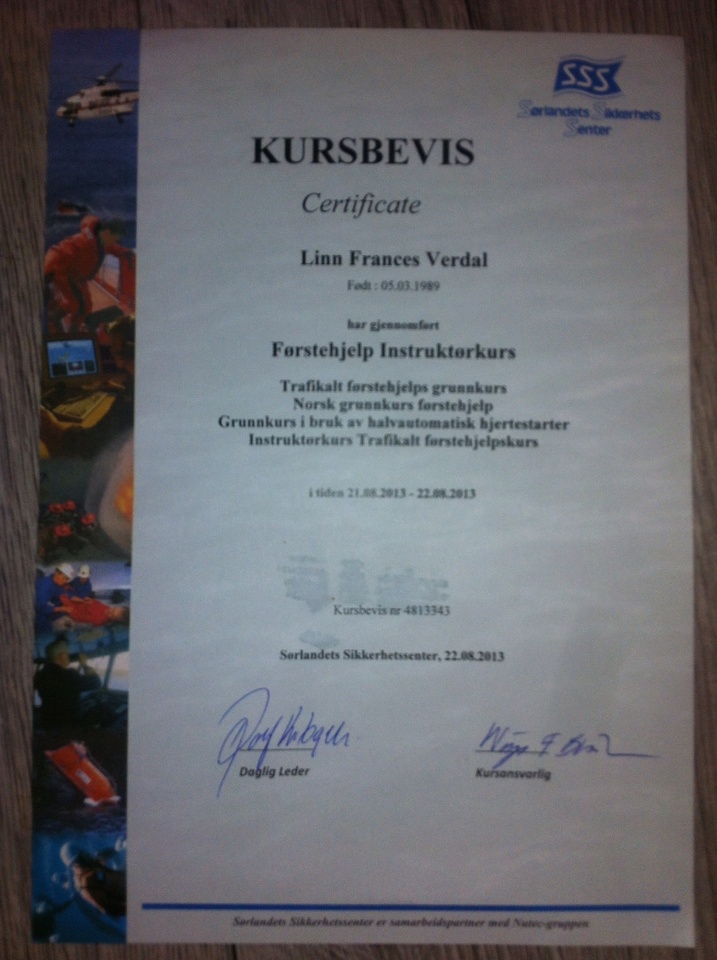 SSS
Sørlandets Sikkerhets
Senter
KURSBEVIS
Certificate
Linn Frances Verdal
Født : 05.03.1989
har gjennomført
Førstehjelp Instruktørkurs
Trafikalt førstehjelps grunnkurs
Norsk grunnkurs førstehjelp
Grunnkurs i bruk av halvautomatisk hjertestarter
Instruktørkurs Trafikalt førstehjelpskurs
i tiden 21.08.2013 - 22.08.2013
Kursbevis nr 4813343
Sørlandets Sikkerhetssenter, 22.08.2013
Daglig Leder
Kursansvarlig
Sørlandets Sikkerhetssenter er samarbeidspartner med Nutec-gruppen